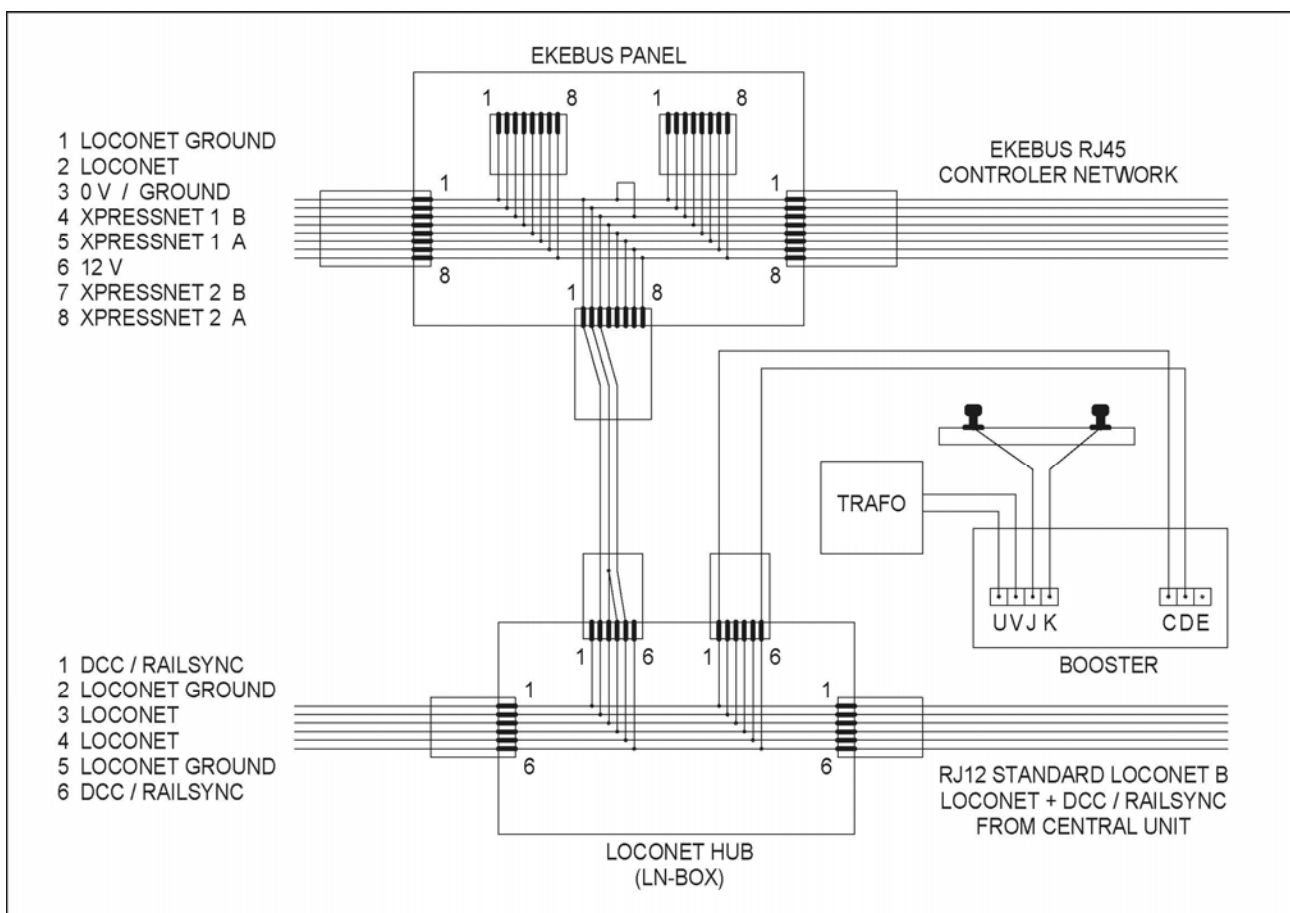 EKEBUS PANEL
1 8 1 8
1 LOCONET GROUND
2 LOCONET
3 0 V / GROUND
4 XPRESSNET 1 B
5 XPRESSNET 1 A
6 12 V
7 XPRESSNET 2 B
8 XPRESSNET 2 A
1
8
1
8
1 8
EKEBUS RJ45
CONTROLER NETWORK
TRAFO
UVJ K
CDE
BOOSTER
1 6 1 6
1 DCC / RAILSYNC
2 LOCONET GROUND
3 LOCONET
4 LOCONET
5 LOCONET GROUND
6 DCC / RAILSYNC
1
6
1
6
RJ12 STANDARD LOCONET B
LOCONET + DCC / RAILSYNC
FROM CENTRAL UNIT
LOCONET HUB
(LN-BOX)